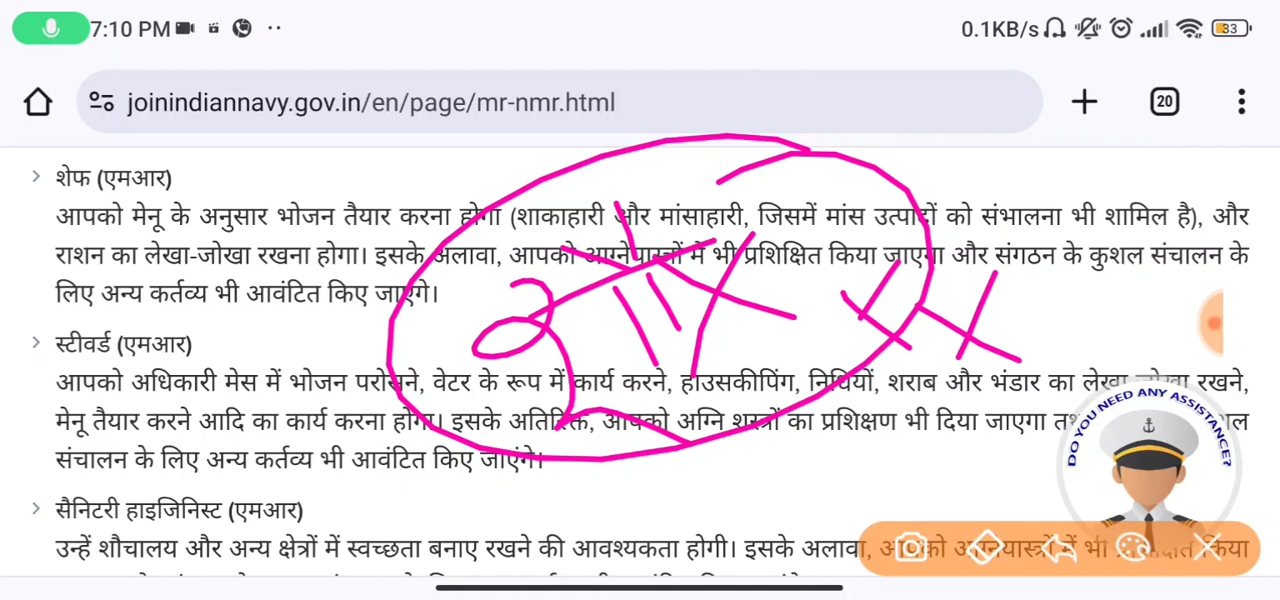 7:10 PM
0.1KB/s
33
joinindiannavy.gov.in/en/page/mr-nmr.html
20
शेफ (एमआर)
आपको मेनू के अनुसार भोजन तैयार करना होगा (शाकाहारी और मांसाहारी, जिसमें मांस उत्पादों को संभालना भी शामिल है), और
राशन का लेखा-जोखा रखना होगा। इसके अलावा, आपको आग्नेयास्त्रों में भी प्रशिक्षित किया जाएगा और संगठन के कुशल संचालन के
लिए अन्य कर्तव्य भी आवंटित किए जाएंगे।
स्टीवर्ड (एमआर)
आपको अधिकारी मेस में भोजन परोसने, वेटर के रूप में कार्य करने, हाउसकीपिंग, निधियों, शराब और भंडार का लेखा जोखा रखने,
मेनू तैयार करने आदि का कार्य करना होगा। इसके अतिरिक्त, आपको अग्नि शस्त्रों का प्रशिक्षण भी दिया जाएगा
संचालन के लिए अन्य कर्तव्य भी आवंटित किए जाएंगे।
DO YOU NEED ANY ASSISTANCE?
सैनिटरी हाइजिनिस्ट (एमआर)
उन्हें शौचालय और अन्य क्षेत्रों में स्वच्छता बनाए रखने की आवश्यकता होगी। इसके अलावा, आपको आग्नेयास्त्रों में भी किया